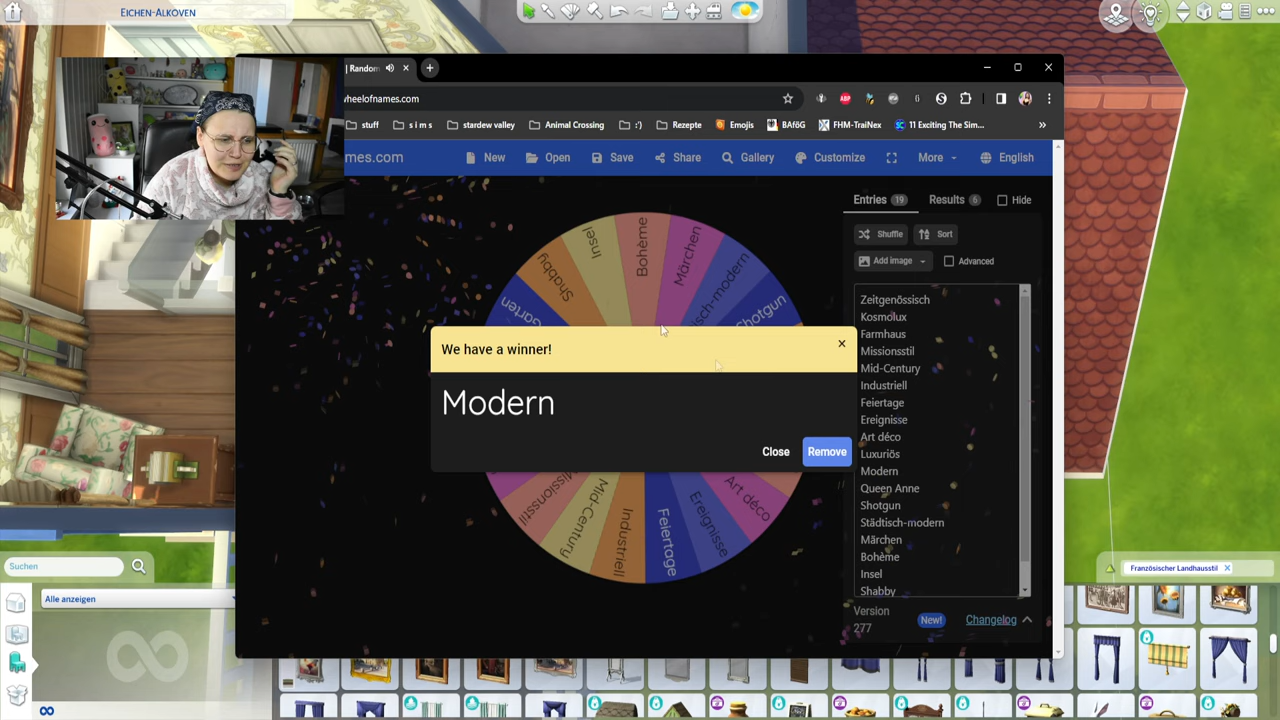 EICHEN-ALKOVEN
| Random
wheelofnames.com
stuff
s i m s
stardew valley
Animal Crossing
:)
Rezepte
Emojis
BAföG
FHM-TraiNex
11 Exciting The Sim...
»
mes.com
New
Open
Save
Share
Gallery
Customize
More
English
Entries 19
Results 6
Hide
Shuffle
Sort
Add image
Advanced
Garten
Shabby
Insel
Bohème
Märchen
isch-modern
Shotgun
We have a winner!
Modern
Close
Remove
Missionsstil
Mid-Century
Industriell
Feiertage
Ereignisse
Art déco
Zeitgenössisch
Kosmolux
Farmhaus
Missionsstil
Mid-Century
Industriell
Feiertage
Ereignisse
Art déco
Luxuriös
Modern
Queen Anne
Shotgun
Städtisch-modern
Märchen
Bohème
Insel
Shabby
Version
277
New!
Changelog
Suchen
Alle anzeigen
Französischer Landhausstil